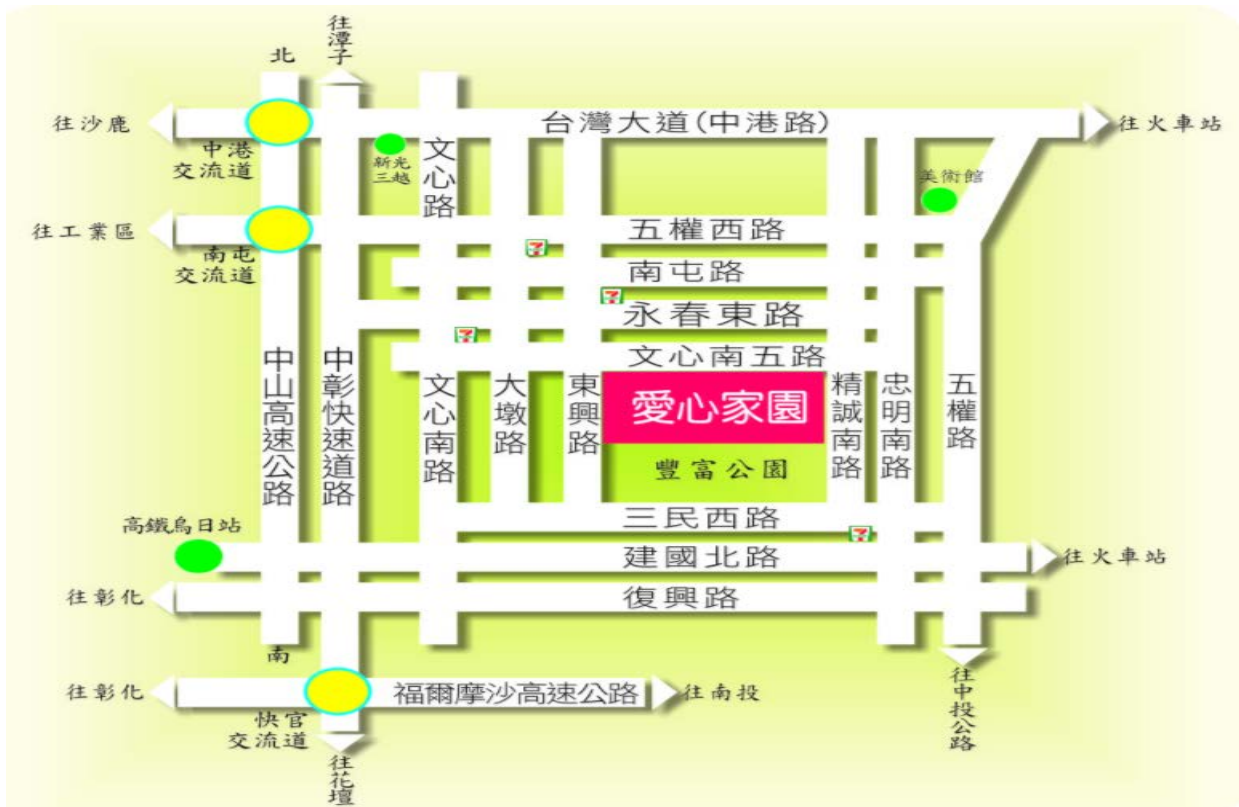 往潭子
北
往沙鹿
台灣大道(中港路)
往火車站
中港
交流道
新光
三越
文心路
美術館
往工業區
五權西路
南屯
交流道
南屯路
7
7
永春東路
7
文心南五路
中山高速公路
中彰快速道路
文心南路
大墩路
東興路
愛心家園
精誠南路
忠明南路
五權路
豐富公園
三民西路
7
高鐵烏日站
建國北路
往火車站
往彰化
復興路
南
往彰化
福爾摩沙高速公路
往南投
往中投公路
快官
交流道
往花壇